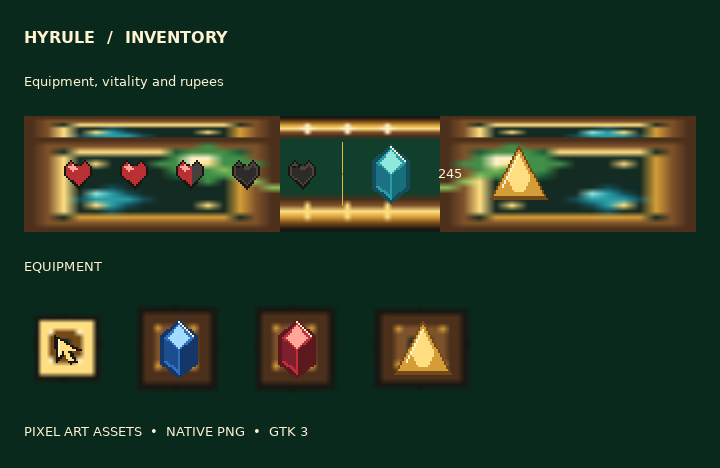 HYRULE / INVENTORY
Equipment, vitality and rupees
245
EQUIPMENT
PIXEL ART ASSETS • NATIVE PNG • GTK 3